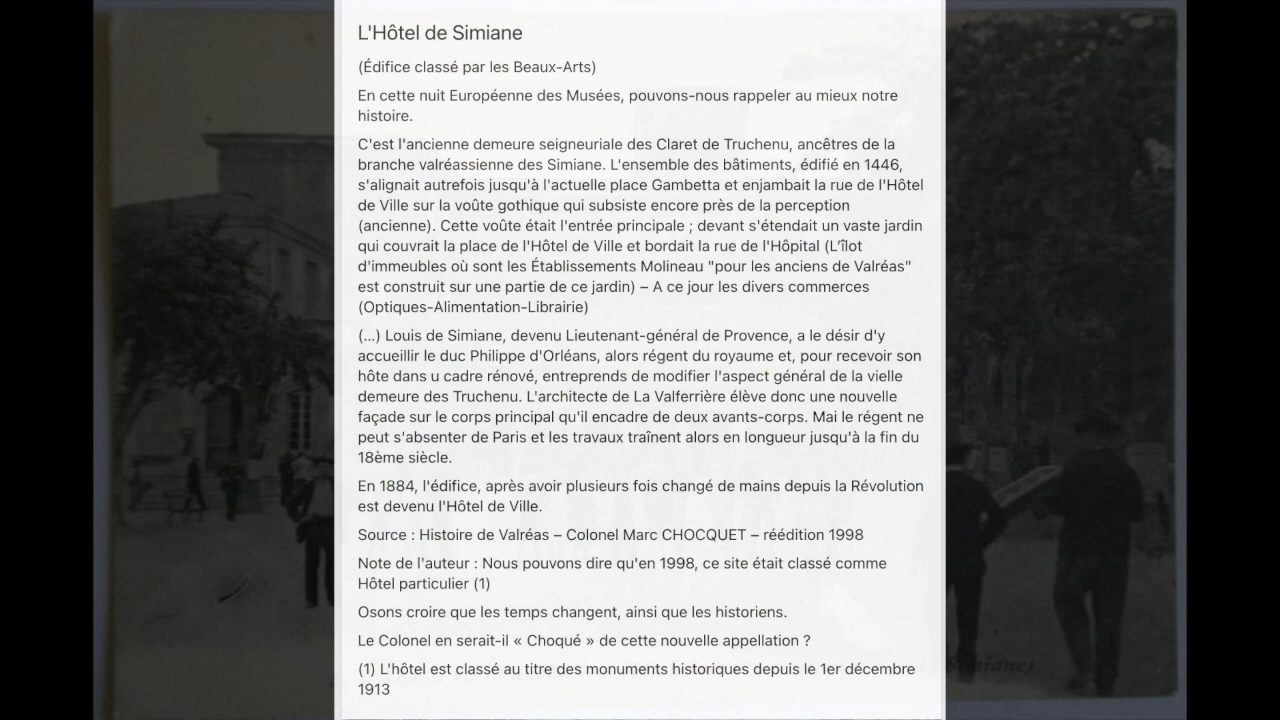 L'Hôtel de Simiane
(Édifice classé par les Beaux-Arts)
En cette nuit Européenne des Musées, pouvons-nous rappeler au mieux notre
histoire.
C'est l'ancienne demeure seigneuriale des Claret de Truchenu, ancêtres de la
branche valréassienne des Simiane. L'ensemble des bâtiments, édifié en 1446,
s'alignait autrefois jusqu'à l'actuelle place Gambetta et enjambait la rue de l'Hôtel
de Ville sur la voûte gothique qui subsiste encore près de la perception
(ancienne). Cette voûte était l'entrée principale ; devant s'étendait un vaste jardin
qui couvrait la place de l'Hôtel de Ville et bordait la rue de l'Hôpital (L'îlot
d'immeubles où sont les Établissements Molineau "pour les anciens de Valréas"
est construit sur une partie de ce jardin) – A ce jour les divers commerces
(Optiques-Alimentation-Librairie)
(...) Louis de Simiane, devenu Lieutenant-général de Provence, a le désir d'y
accueillir le duc Philippe d'Orléans, alors régent du royaume et, pour recevoir son
hôte dans u cadre rénové, entreprends de modifier l'aspect général de la vielle
demeure des Truchenu. L'architecte de La Valferrière élève donc une nouvelle
façade sur le corps principal qu'il encadre de deux avants-corps. Mai le régent ne
peut s'absenter de Paris et les travaux traînent alors en longueur jusqu'à la fin du
18ème siècle.
En 1884, l'édifice, après avoir plusieurs fois changé de mains depuis la Révolution
est devenu l'Hôtel de Ville.
Source : Histoire de Valréas – Colonel Marc CHOCQUET – réédition 1998
Note de l'auteur : Nous pouvons dire qu'en 1998, ce site était classé comme
Hôtel particulier (1)
Osons croire que les temps changent, ainsi que les historiens.
Le Colonel en serait-il « Choqué » de cette nouvelle appellation ?
(1) L'hôtel est classé au titre des monuments historiques depuis le 1er décembre
1913
Simiane)